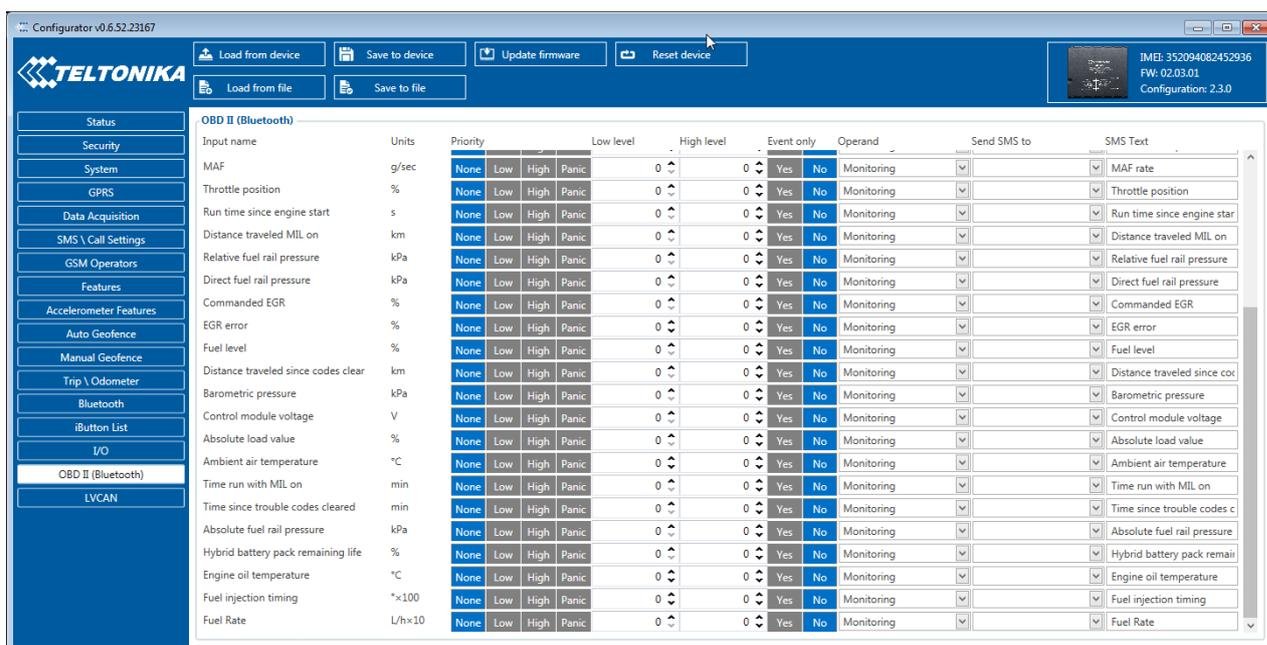 Configurator v0.6.52.23167
TELTONIKA
Load from device Save to device Update firmware Reset device
Load from file Save to file
IMEI: 352094082452936
FW: 02.03.01
Configuration: 2.3.0
Status
Security
System
GPRS
Data Acquisition
SMS \ Call Settings
GSM Operators
Features
Accelerometer Features
Auto Geofence
Manual Geofence
Trip \ Odometer
Bluetooth
iButton List
I/O
OBD II (Bluetooth)
LVCAN
OBD II (Bluetooth)
Input name Units Priority Low level High level Event only Operand Send SMS to SMS Text
MAF g/sec None Low High Panic 0 0 Yes No Monitoring MAF rate
Throttle position % None Low High Panic 0 0 Yes No Monitoring Throttle position
Run time since engine start s None Low High Panic 0 0 Yes No Monitoring Run time since engine star
Distance traveled MIL on km None Low High Panic 0 0 Yes No Monitoring Distance traveled MIL on
Relative fuel rail pressure kPa None Low High Panic 0 0 Yes No Monitoring Relative fuel rail pressure
Direct fuel rail pressure kPa None Low High Panic 0 0 Yes No Monitoring Direct fuel rail pressure
Commanded EGR % None Low High Panic 0 0 Yes No Monitoring Commanded EGR
EGR error % None Low High Panic 0 0 Yes No Monitoring EGR error
Fuel level % None Low High Panic 0 0 Yes No Monitoring Fuel level
Distance traveled since codes clear km None Low High Panic 0 0 Yes No Monitoring Distance traveled since co
Barometric pressure kPa None Low High Panic 0 0 Yes No Monitoring Barometric pressure
Control module voltage V None Low High Panic 0 0 Yes No Monitoring Control module voltage
Absolute load value % None Low High Panic 0 0 Yes No Monitoring Absolute load value
Ambient air temperature °C None Low High Panic 0 0 Yes No Monitoring Ambient air temperature
Time run with MIL on min None Low High Panic 0 0 Yes No Monitoring Time run with MIL on
Time since trouble codes cleared min None Low High Panic 0 0 Yes No Monitoring Time since trouble codes c
Absolute fuel rail pressure kPa None Low High Panic 0 0 Yes No Monitoring Absolute fuel rail pressure
Hybrid battery pack remaining life % None Low High Panic 0 0 Yes No Monitoring Hybrid battery pack remain
Engine oil temperature °C None Low High Panic 0 0 Yes No Monitoring Engine oil temperature
Fuel injection timing °×100 None Low High Panic 0 0 Yes No Monitoring Fuel injection timing
Fuel Rate L/h×10 None Low High Panic 0 0 Yes No Monitoring Fuel Rate